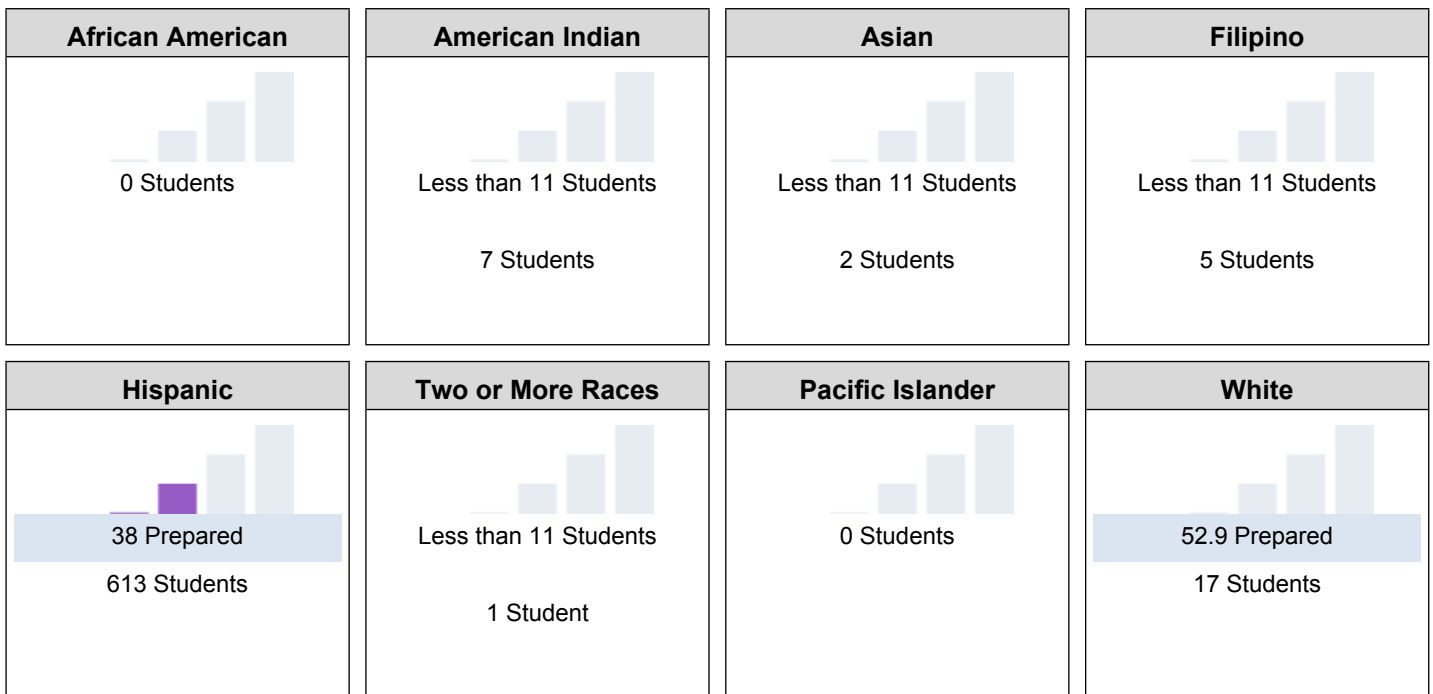 African American
0 Students
American Indian
Less than 11 Students
7 Students
Asian
Less than 11 Students
2 Students
Filipino
Less than 11 Students
5 Students
Hispanic
38 Prepared
613 Students
Two or More Races
Less than 11 Students
1 Student
Pacific Islander
0 Students
White
52.9 Prepared
17 Students